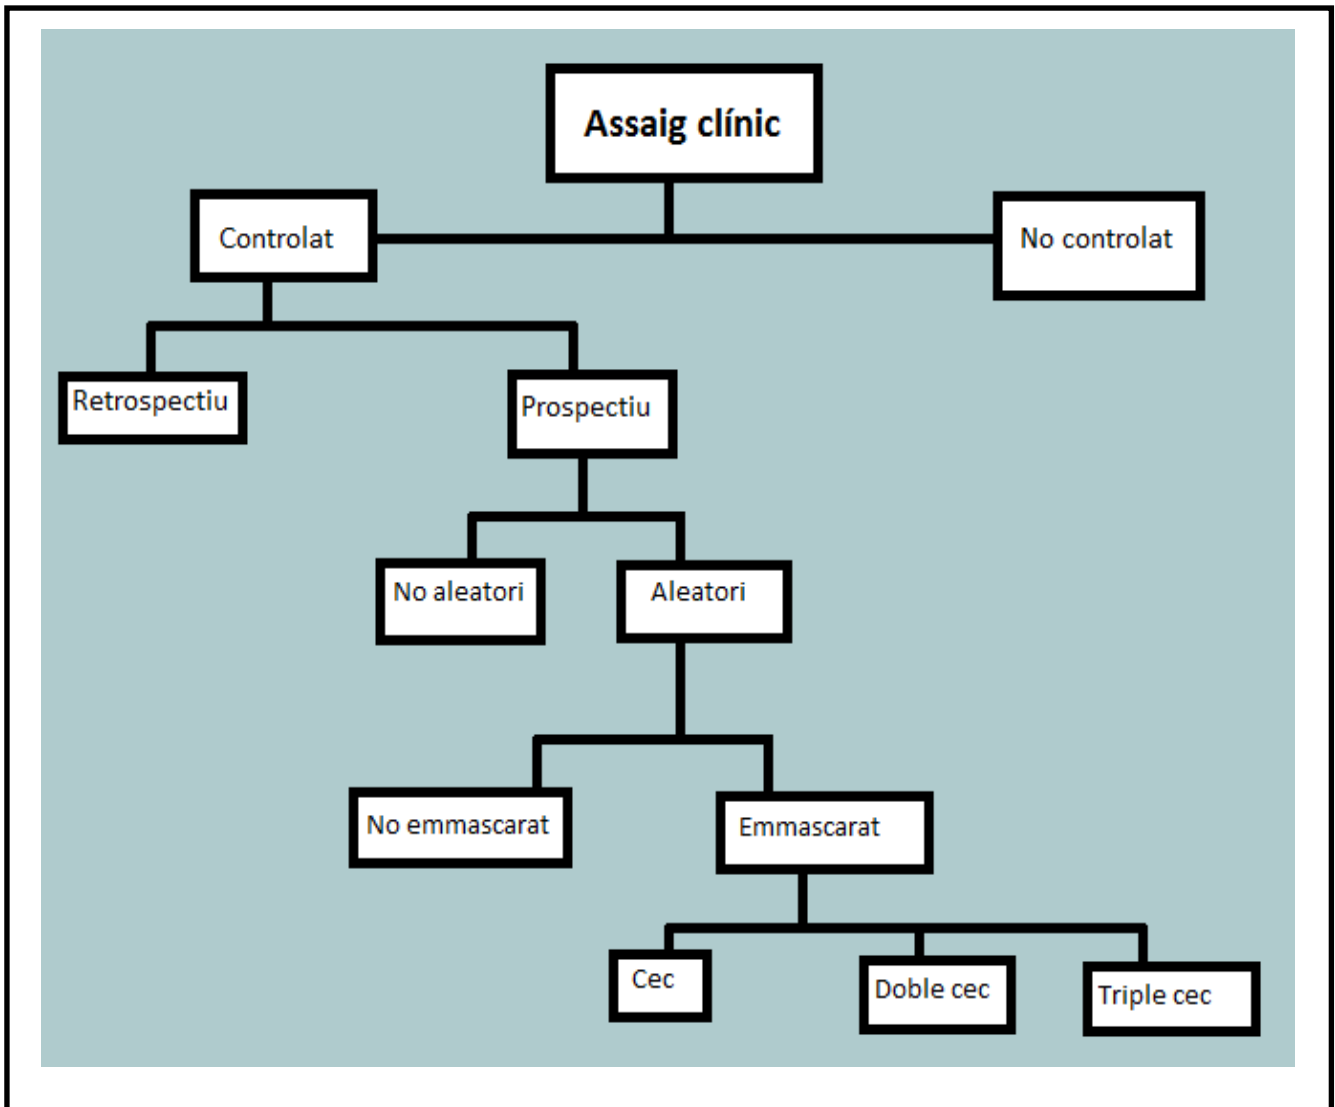 Assaig clínic
Controlat
No controlat
Retrospectiu
Prospectiu
No aleatori
Aleatori
No emmascarat
Emmascarat
Cec
Doble cec
Triple cec